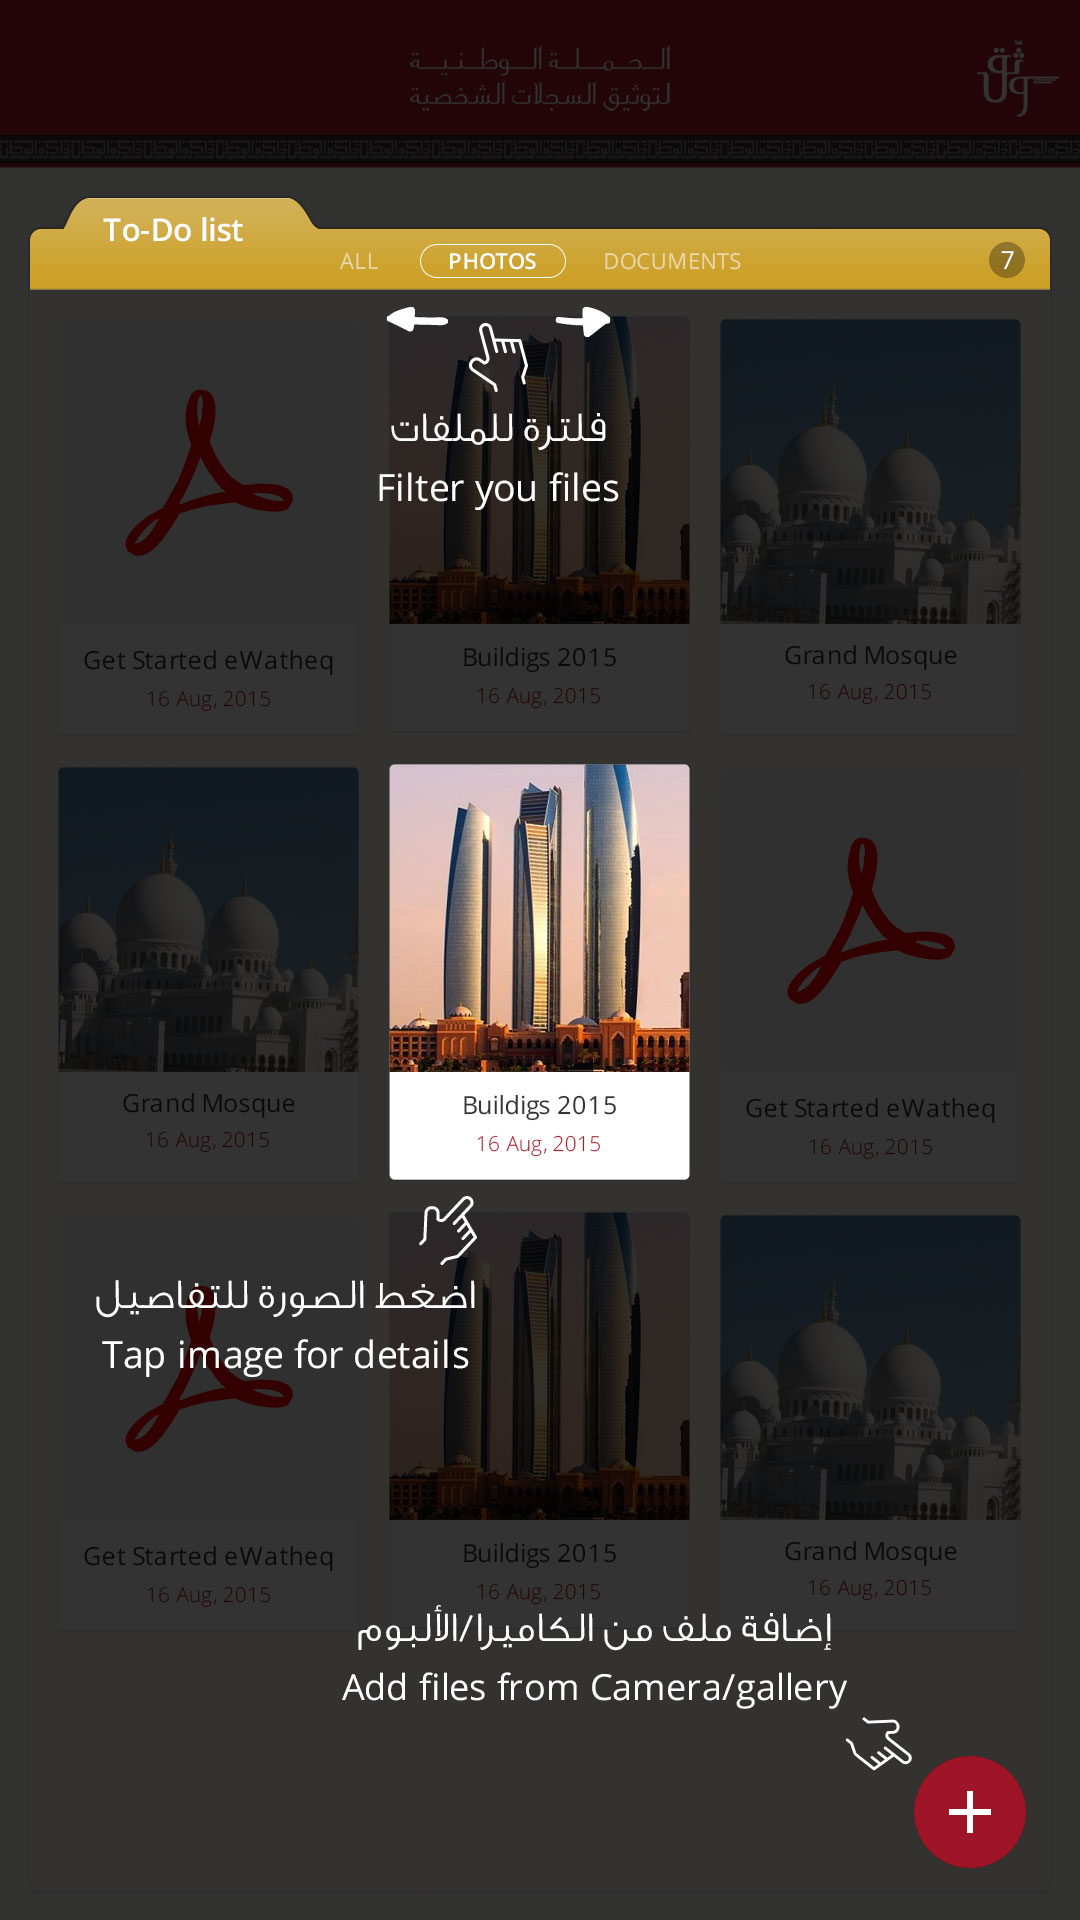 الحملة الوطنية
لتوثيق السجلات الشخصية
وثق
To-Do list
ALL PHOTOS DOCUMENTS 7
فلترة للملفات
Filter you files
Get Started eWatheq
16 Aug, 2015
Buildigs 2015
16 Aug, 2015
Grand Mosque
16 Aug, 2015
Grand Mosque
16 Aug, 2015
Buildigs 2015
16 Aug, 2015
Get Started eWatheq
16 Aug, 2015
اضغط الصورة للتفاصيل
Tap image for details
Get Started eWatheq
16 Aug, 2015
Buildigs 2015
16 Aug, 2015
Grand Mosque
16 Aug, 2015
إضافة ملف من الكاميرا/الألبوم
Add files from Camera/gallery